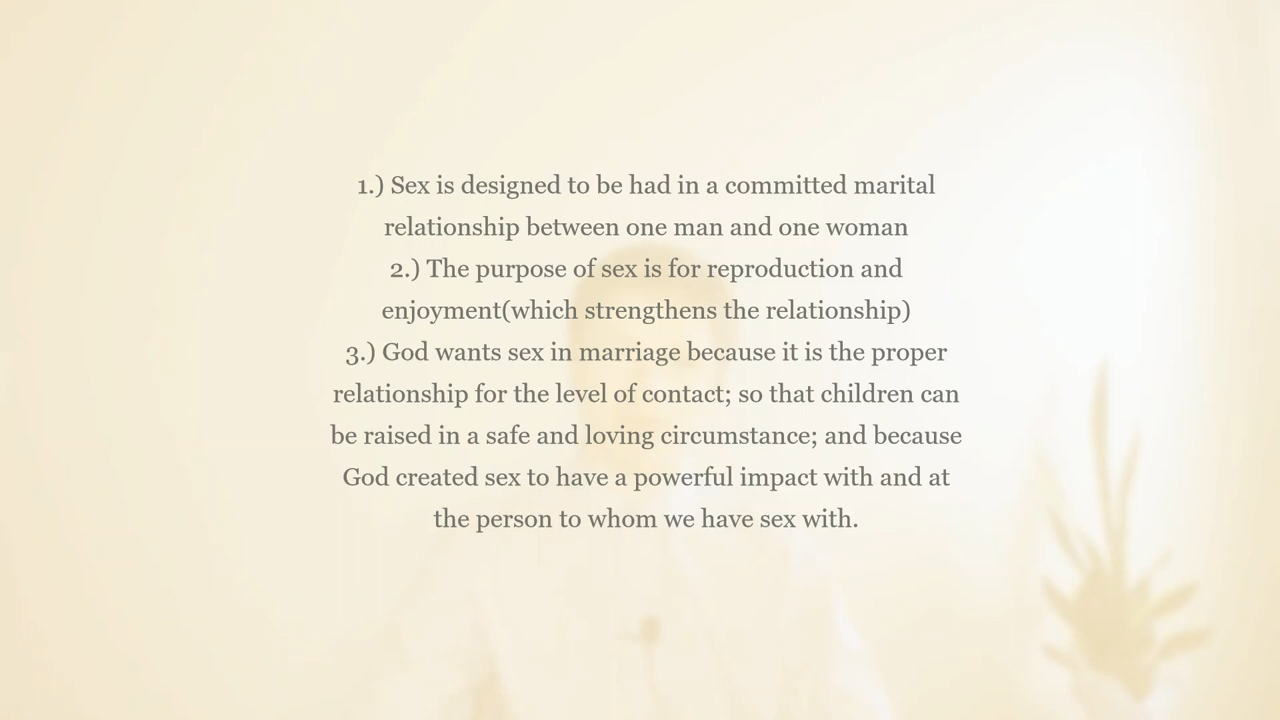 1.) Sex is designed to be had in a committed marital
relationship between one man and one woman
2.) The purpose of sex is for reproduction and
enjoyment(which strengthens the relationship)
3.) God wants sex in marriage because it is the proper
relationship for the level of contact; so that children can
be raised in a safe and loving circumstance; and because
God created sex to have a powerful impact with and at
the person to whom we have sex with.